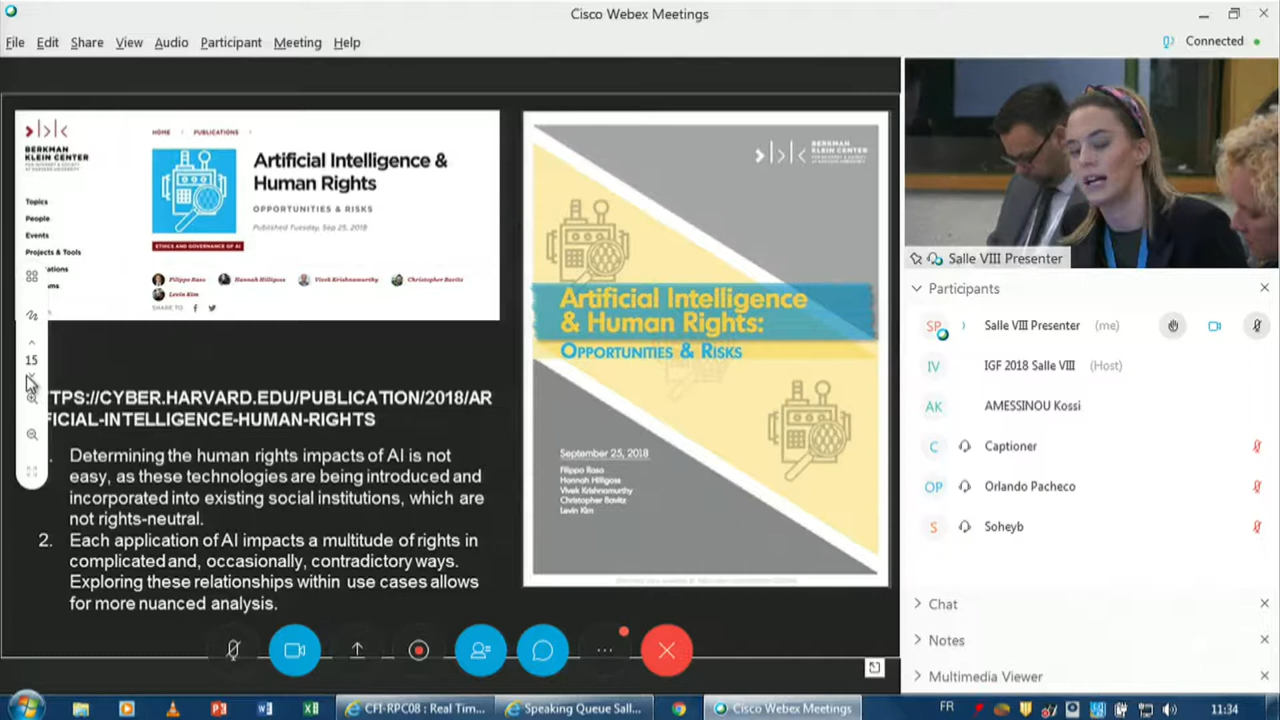 Cisco Webex Meetings
File Edit Share View Audio Participant Meeting Help
Connected
BERKMAN
KLEIN CENTER
HOME PUBLICATIONS
Artificial Intelligence &
Human Rights
OPPORTUNITIES & RISKS
Published Tuesday, Sep 25, 2018
ETHICS AND GOVERNANCE OF AI
Filippo Raso Hannah Hilligoss Vivek Krishnamurthy Christopher Bavitz
Levin Kim
SHARE TO
Topics
People
Events
Projects & Tools
ations
ms
15
TPS://CYBER.HARVARD.EDU/PUBLICATION/2018/AR
FICIAL-INTELLIGENCE-HUMAN-RIGHTS
. Determining the human rights impacts of AI is not
easy, as these technologies are being introduced and
incorporated into existing social institutions, which are
not rights-neutral.
2. Each application of AI impacts a multitude of rights in
complicated and, occasionally, contradictory ways.
Exploring these relationships within use cases allows
for more nuanced analysis.
BERKMAN
KLEIN CENTER
Artificial Intelligence
& Human Rights:
OPPORTUNITIES & RISKS
September 25, 2018
Filippo Raso
Hannah Hilligoss
Vivek Krishnamurthy
Christopher Bavitz
Levin Kim
Salle VIII Presenter
Participants
SP Salle VIII Presenter (me)
IV IGF 2018 Salle VIII (Host)
AK AMESSINOU Kossi
C Captioner
OP Orlando Pacheco
S Soheyb
Chat
Notes
Multimedia Viewer
CFI-RPC08 : Real Tim... Speaking Queue Sall... Cisco Webex Meetings FR 11:34